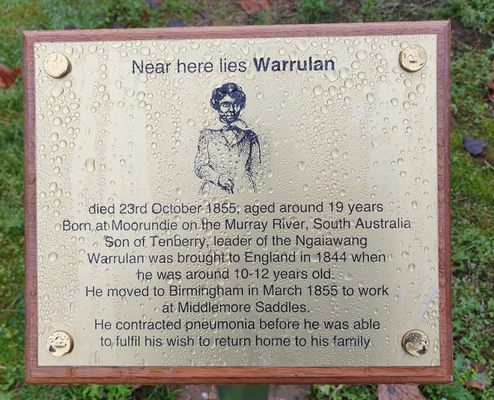 Near here lies Warrulan
died 23rd October 1855, aged around 19 years
Born at Moorundie on the Murray River, South Australia
Son of Tenberry, leader of the Ngaiawang
Warrulan was brought to England in 1844 when
he was around 10-12 years old.
He moved to Birmingham in March 1855 to work
at Middlemore Saddles.
He contracted pneumonia before he was able
to fulfil his wish to return home to his family.